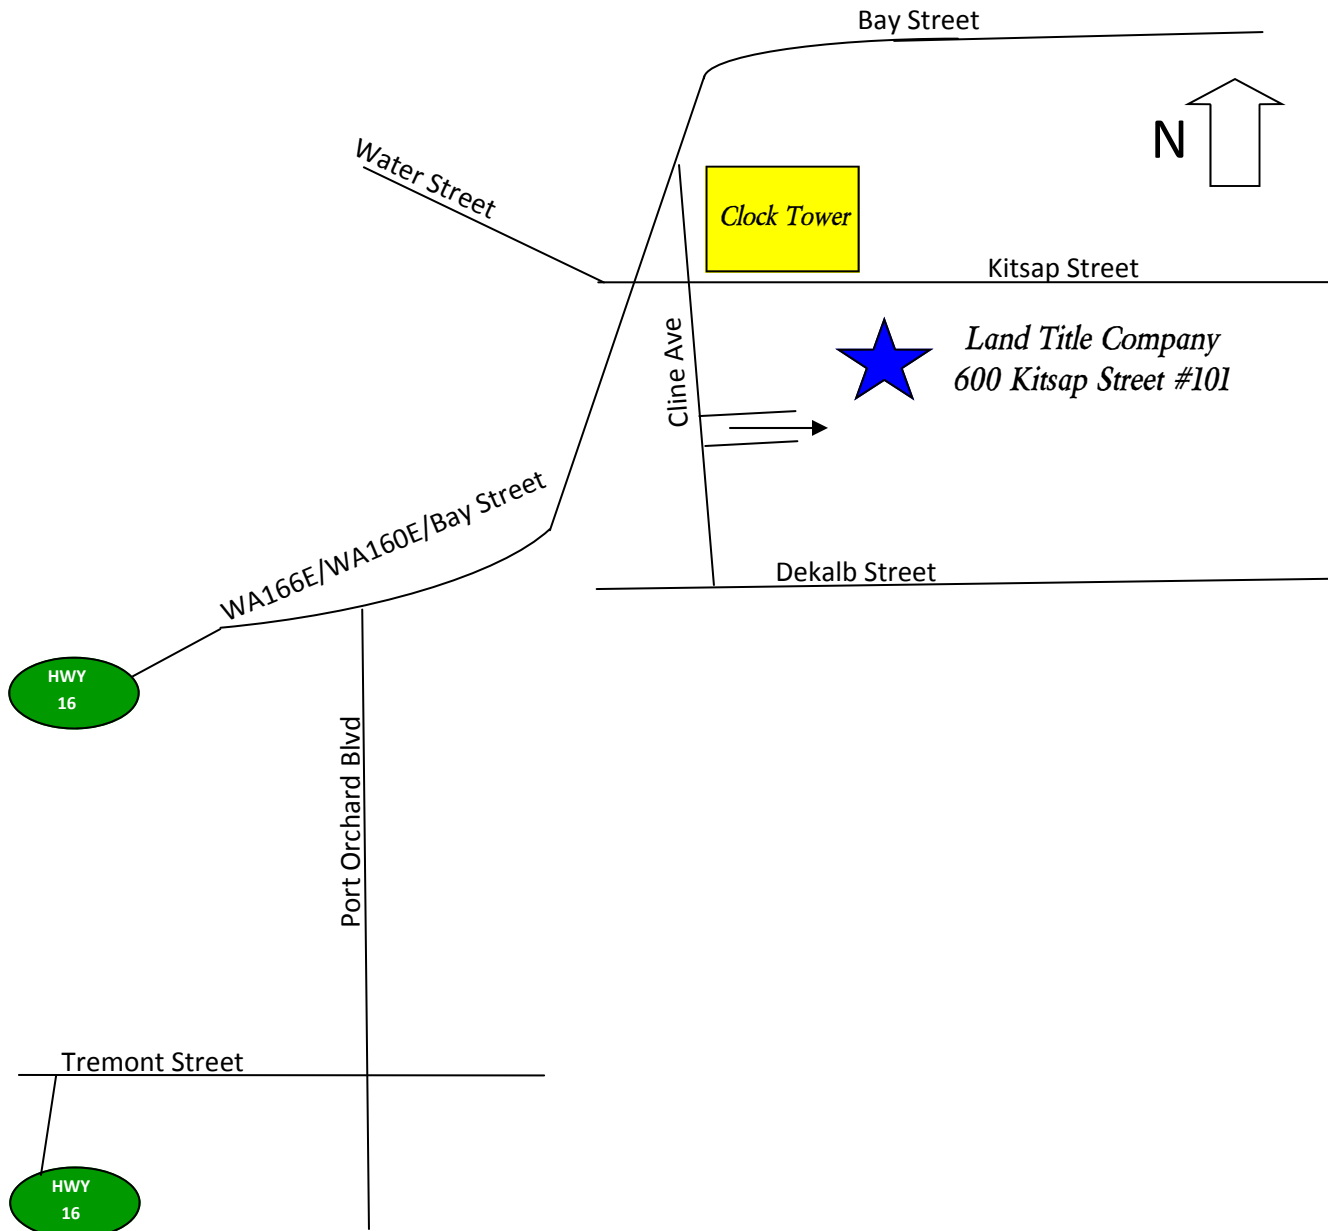 Bay Street
N
Water Street
Clock Tower
Kitsap Street
Land Title Company
600 Kitsap Street #101
Cline Ave
WA166E/WA160E/Bay Street
Dekalb Street
HWY
16
Port Orchard Blvd
Tremont Street
HWY
16